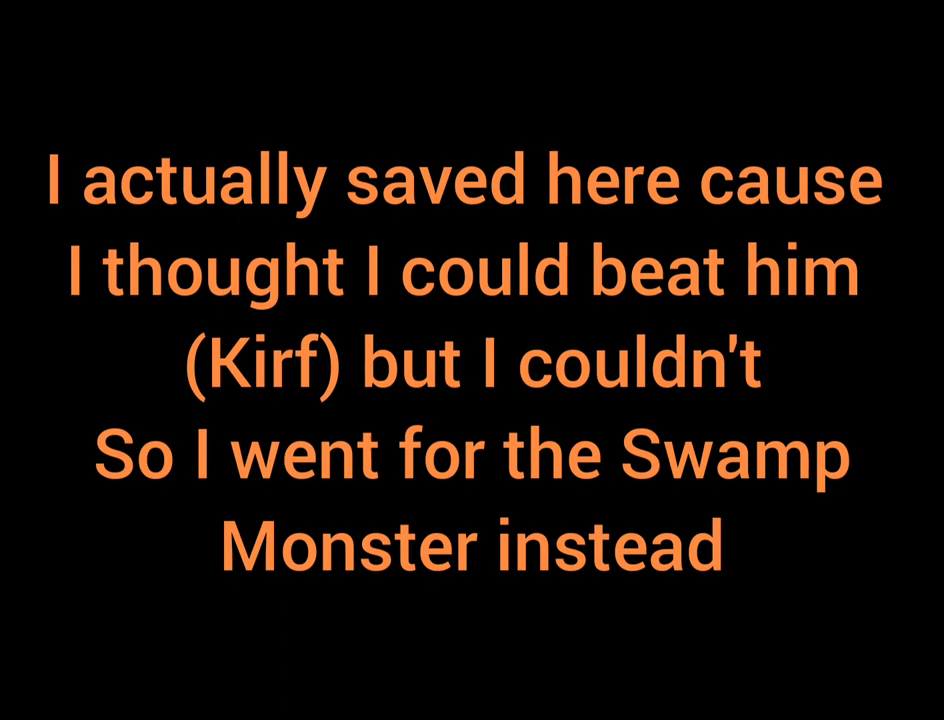 I actually saved here cause
I thought I could beat him
(Kirf) but I couldn't
So I went for the Swamp
Monster instead